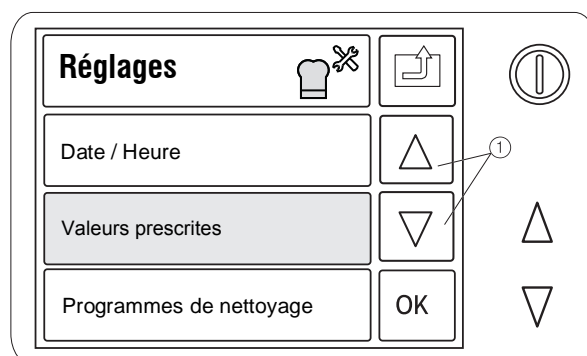 Réglages
Date / Heure
1
Valeurs prescrites
Programmes de nettoyage
OK